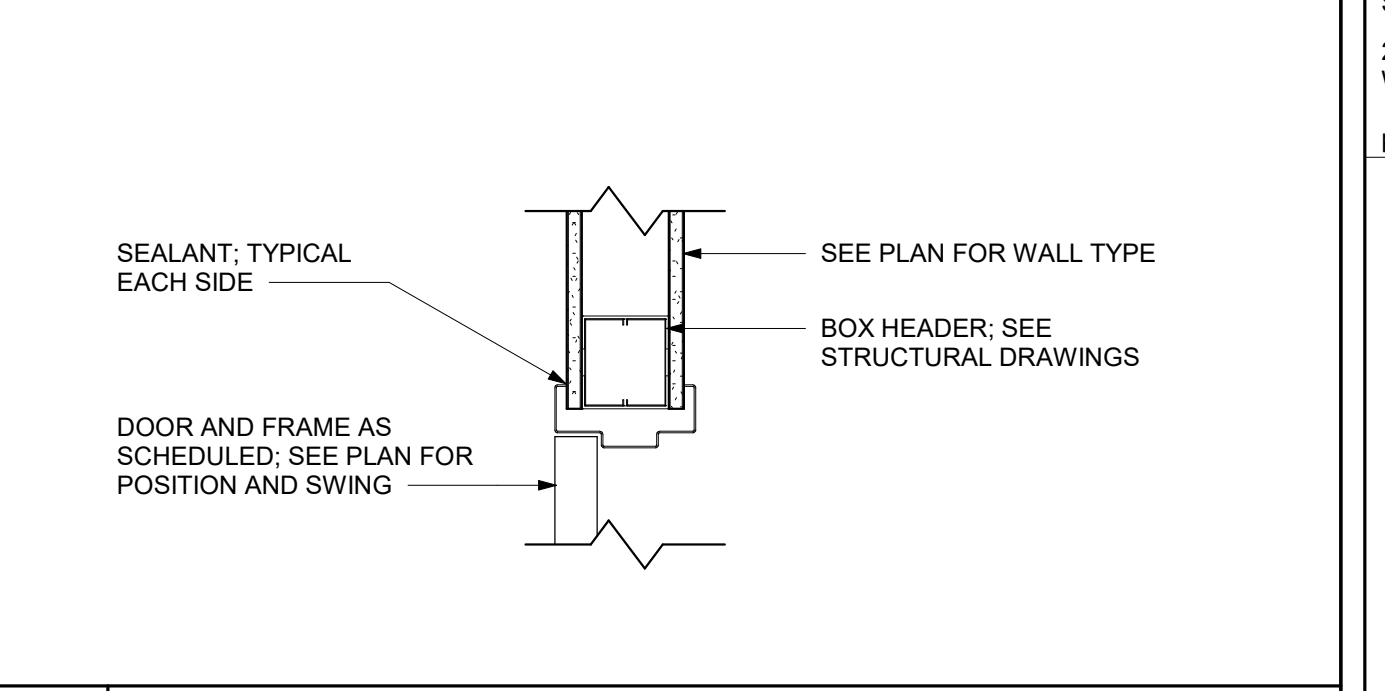 SEALANT; TYPICAL
EACH SIDE
SEE PLAN FOR WALL TYPE
BOX HEADER; SEE
STRUCTURAL DRAWINGS
DOOR AND FRAME AS
SCHEDULED; SEE PLAN FOR
POSITION AND SWING